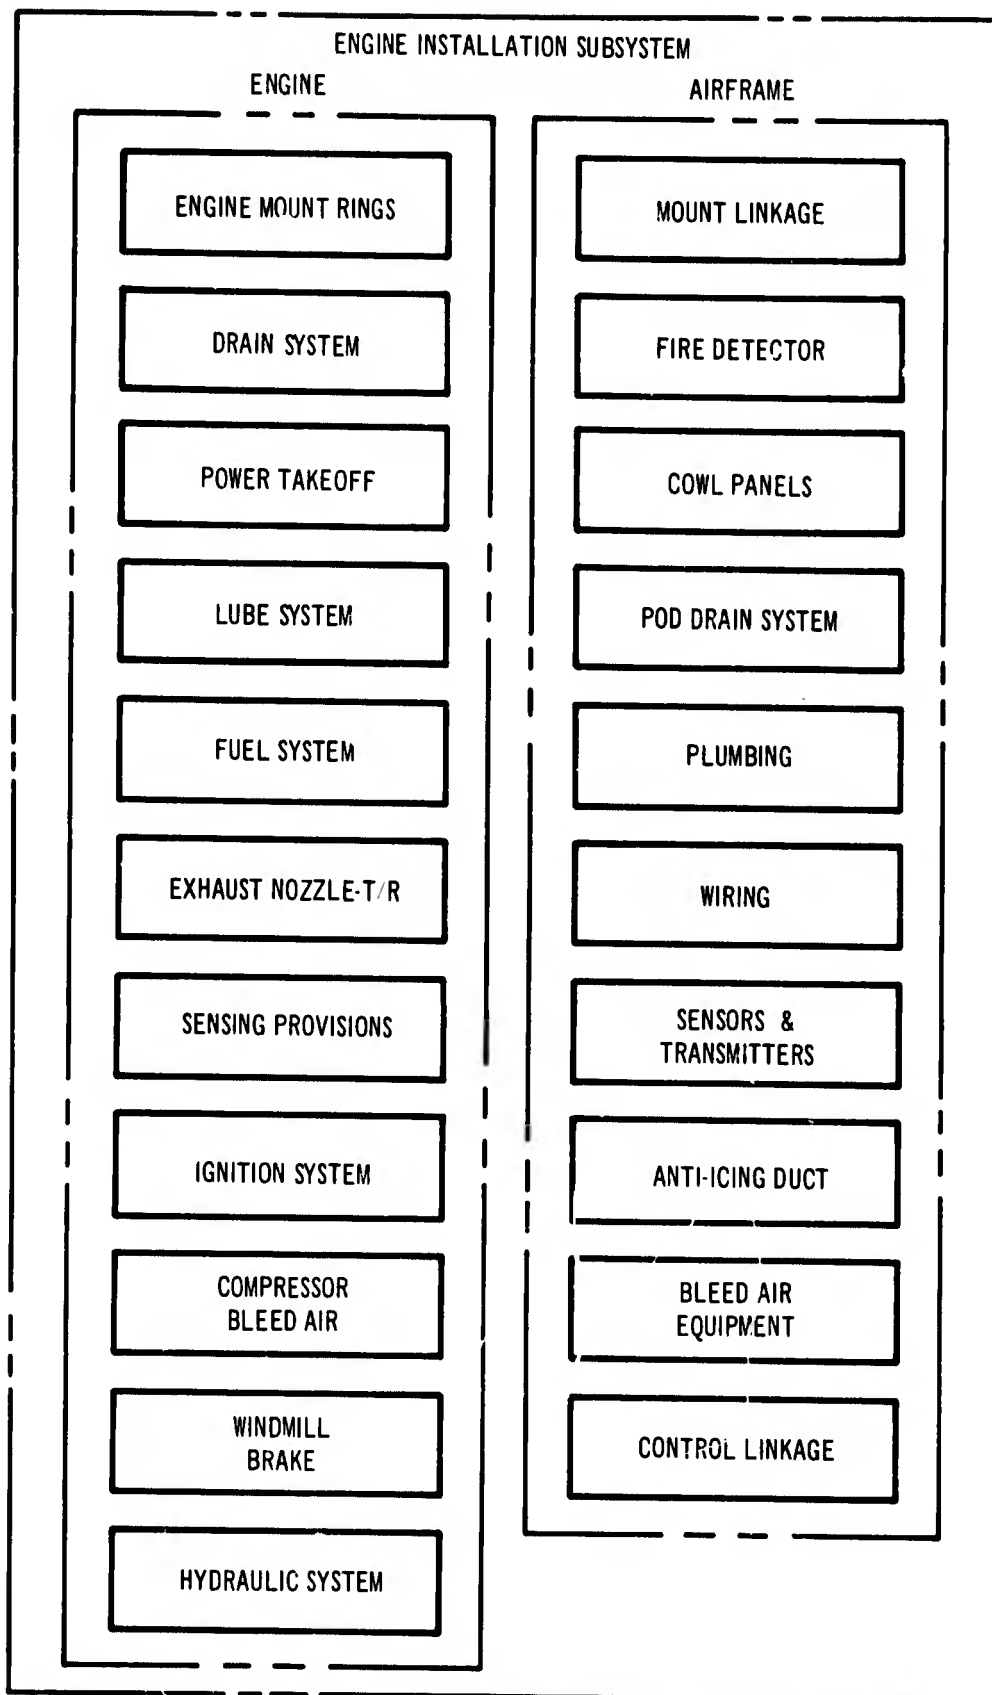 ENGINE INSTALLATION SUBSYSTEM
ENGINE
ENGINE MOUNT RINGS
DRAIN SYSTEM
POWER TAKEOFF
LUBE SYSTEM
FUEL SYSTEM
EXHAUST NOZZLE-T/R
SENSING PROVISIONS
IGNITION SYSTEM
COMPRESSOR
BLEED AIR
WINDMILL
BRAKE
HYDRAULIC SYSTEM
AIRFRAME
MOUNT LINKAGE
FIRE DETECTOR
COWL PANELS
POD DRAIN SYSTEM
PLUMBING
WIRING
SENSORS &
TRANSMITTERS
ANTI-ICING DUCT
BLEED AIR
EQUIPMENT
CONTROL LINKAGE